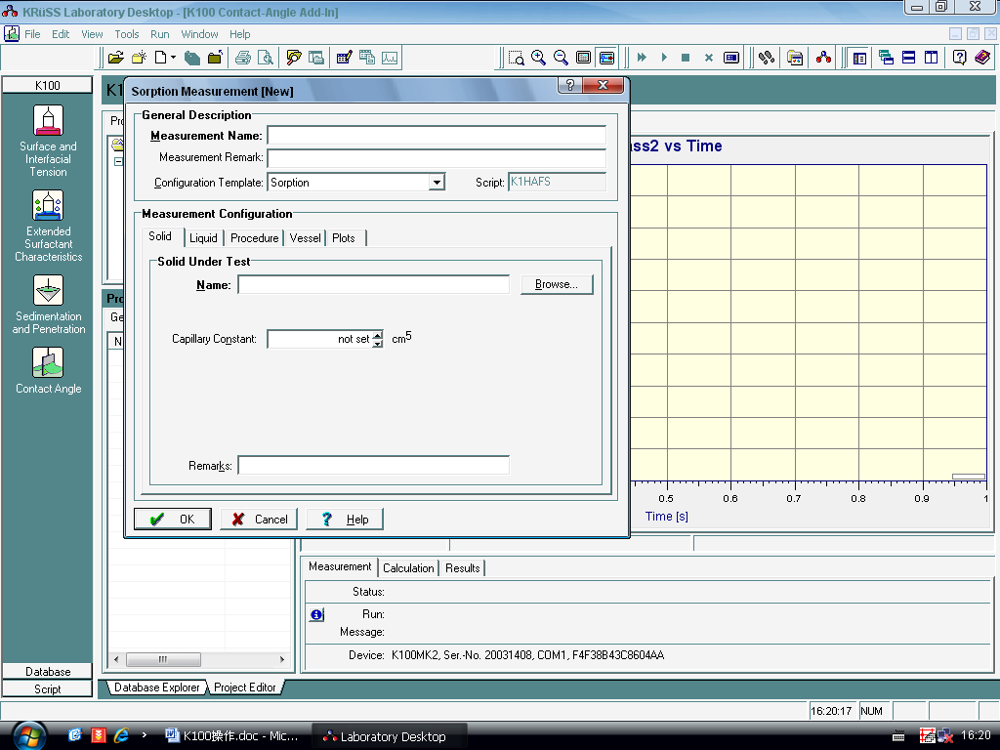 KRüSS Laboratory Desktop - [K100 Contact-Angle Add-In]
File Edit View Tools Run Window Help
K100
Surface and
Interfacial
Tension
Extended
Surfactant
Characteristics
Sedimentation
and Penetration
Contact Angle
Database
Script
K1
Sorption Measurement [New]
General Description
Measurement Name:
Measurement Remark:
Configuration Template: Sorption Script: K1HAFS
Measurement Configuration
Solid Liquid Procedure Vessel Plots
Solid Under Test
Name: Browse...
Capillary Constant: not set cm5
Remarks:
OK Cancel Help
Pro
Ge
N
ass2 vs Time
0.5 0.6 0.7 0.8 0.9 1
Time [s]
Measurement Calculation Results
Status:
Run:
Message:
Device: K100MK2, Ser.-No. 20031408, COM1, F4F38B43C8604AA
Database Explorer Project Editor
16:20:17 NUM
K100操作.doc - Mic... Laboratory Desktop 16:20